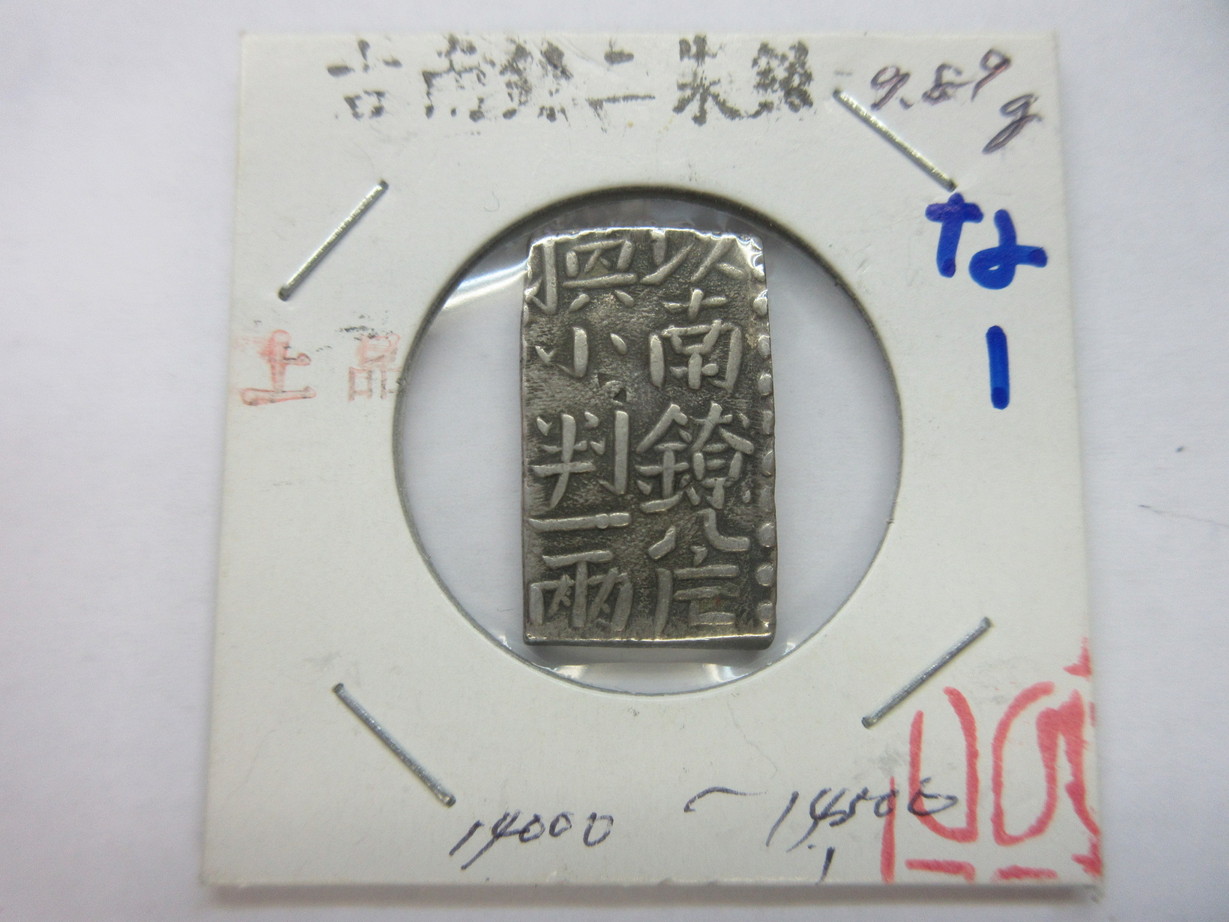 古南鐐二朱銀 9.89g
な1
上品
以南鐐八片
換小判一兩
14000 ~ 14500